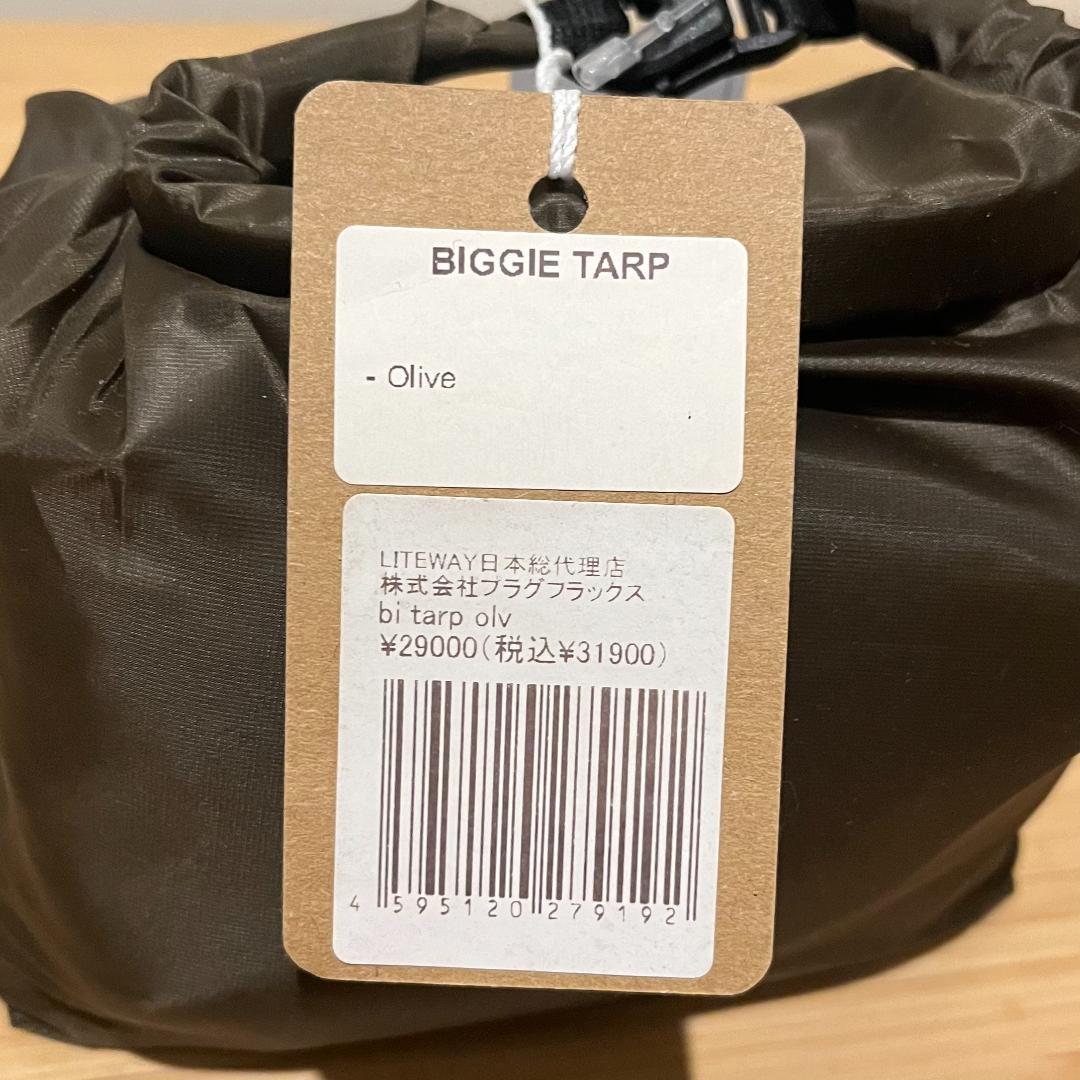 BIGGIE TARP
- Olive
LITEWAY日本総代理店
株式会社プラグフラックス
bi tarp olv
¥29000(税込¥31900)
4 595120 279192